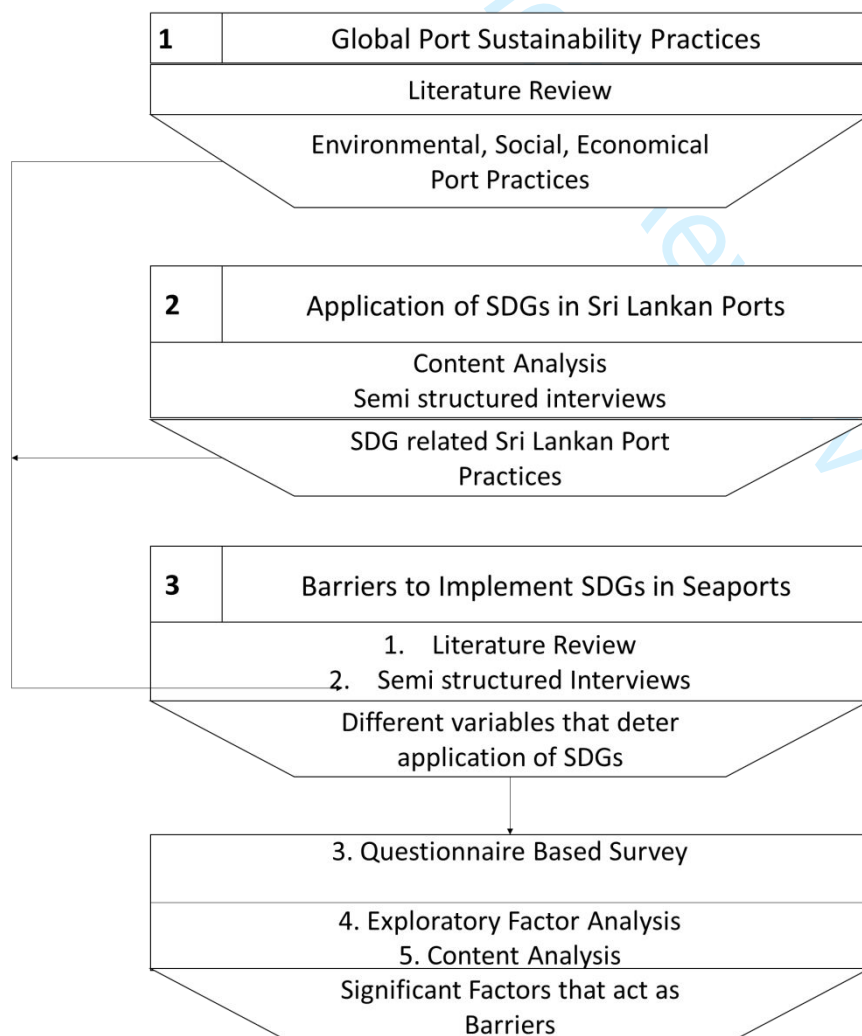 1 Global Port Sustainability Practices
Literature Review
Environmental, Social, Economical
Port Practices
2 Application of SDGs in Sri Lankan Ports
Content Analysis
Semi structured interviews
SDG related Sri Lankan Port
Practices
3 Barriers to Implement SDGs in Seaports
1. Literature Review
2. Semi structured Interviews
Different variables that deter
application of SDGs
3. Questionnaire Based Survey
4. Exploratory Factor Analysis
5. Content Analysis
Significant Factors that act as
Barriers